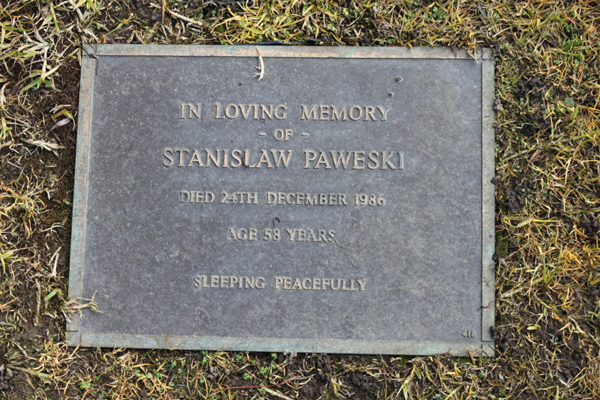 IN LOVING MEMORY
- OF -
STANISLAW PAWESKI
DIED 24TH DECEMBER 1986
AGE 58 YEARS
SLEEPING PEACEFULLY